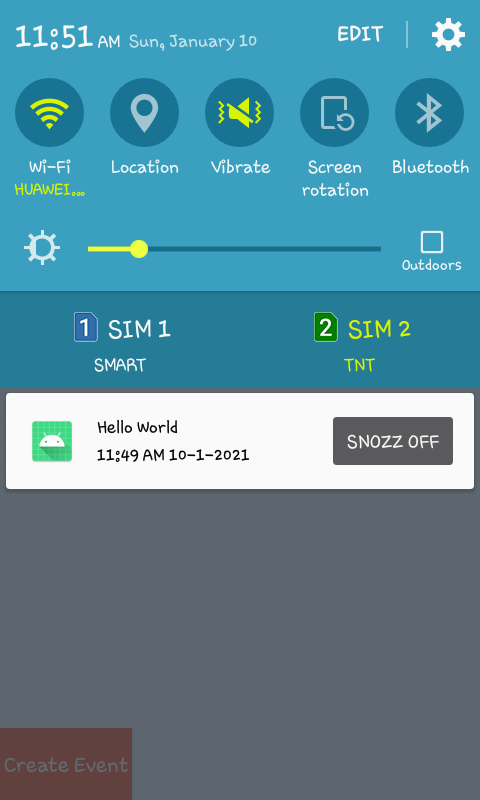 11:51 AM Sun, January 10 EDIT
Wi-Fi Location Vibrate Screen rotation Bluetooth
HUAWEI...
Outdoors
1 SIM 1 2 SIM 2
SMART TNT
Hello World
11:49 AM 10-1-2021
SNOZZ OFF
Create Event